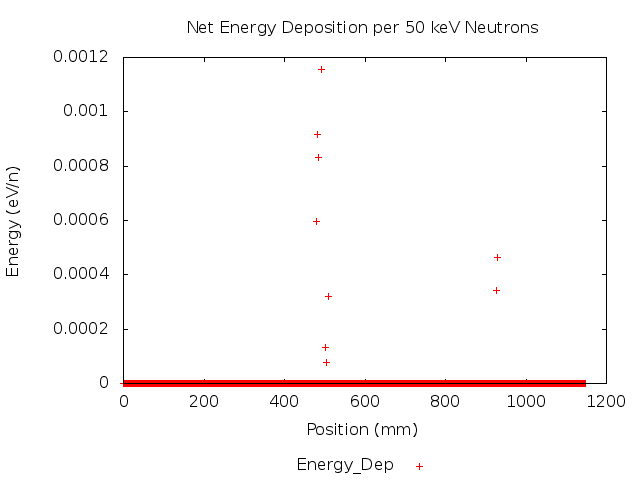 Net Energy Deposition per 50 keV Neutrons
0.0012
0.001
0.0008
0.0006
0.0004
0.0002
0
Energy (eV/n)
0 200 400 600 800 1000 1200
Position (mm)
Energy_Dep